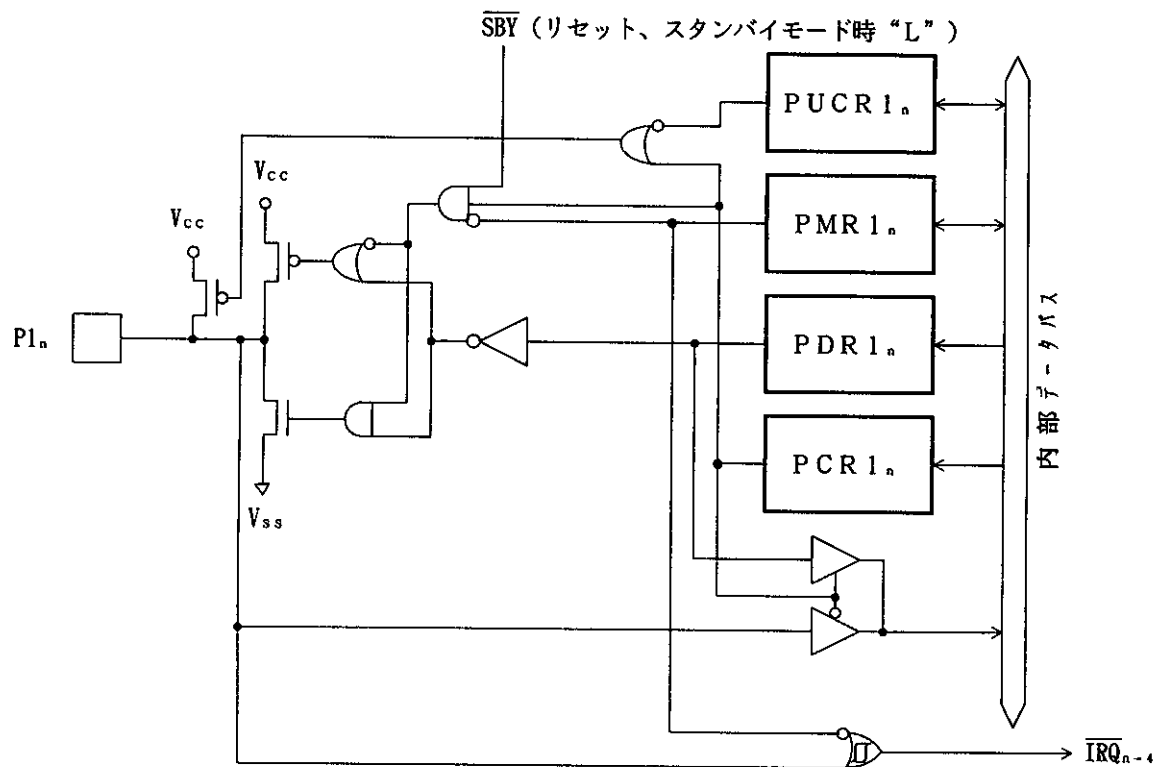 SBY (リセット、スタンバイモード時“L”)
PUCR1n
Vcc
Vcc
PMR1n
P1n
PDR1n
内部データバス
PCR1n
Vss
IRQn-4